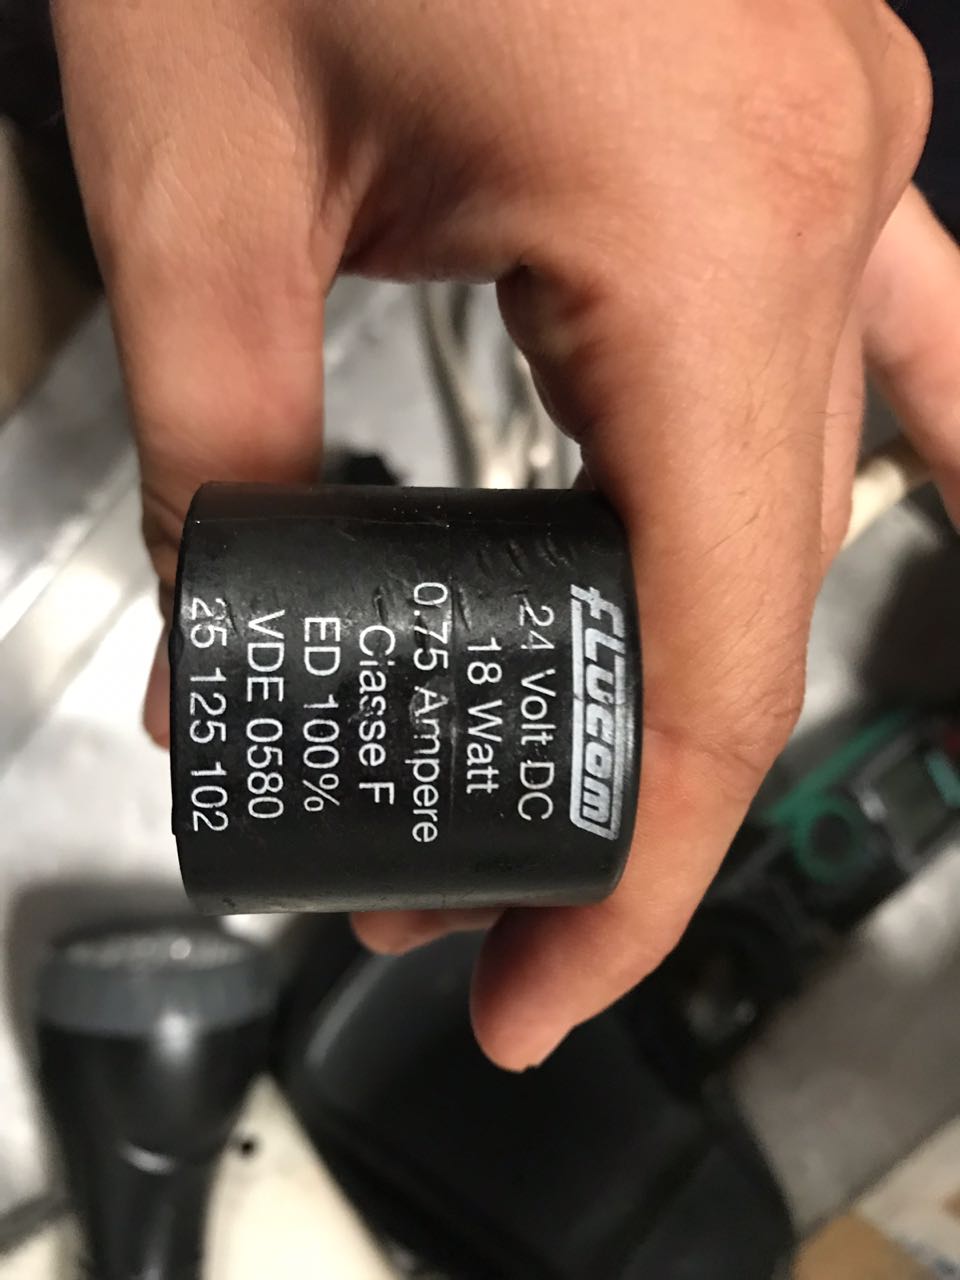 FLUCOM
24 Volt DC
18 Watt
0.75 Ampere
Classe F
ED 100%
VDE 0580
25 125 102